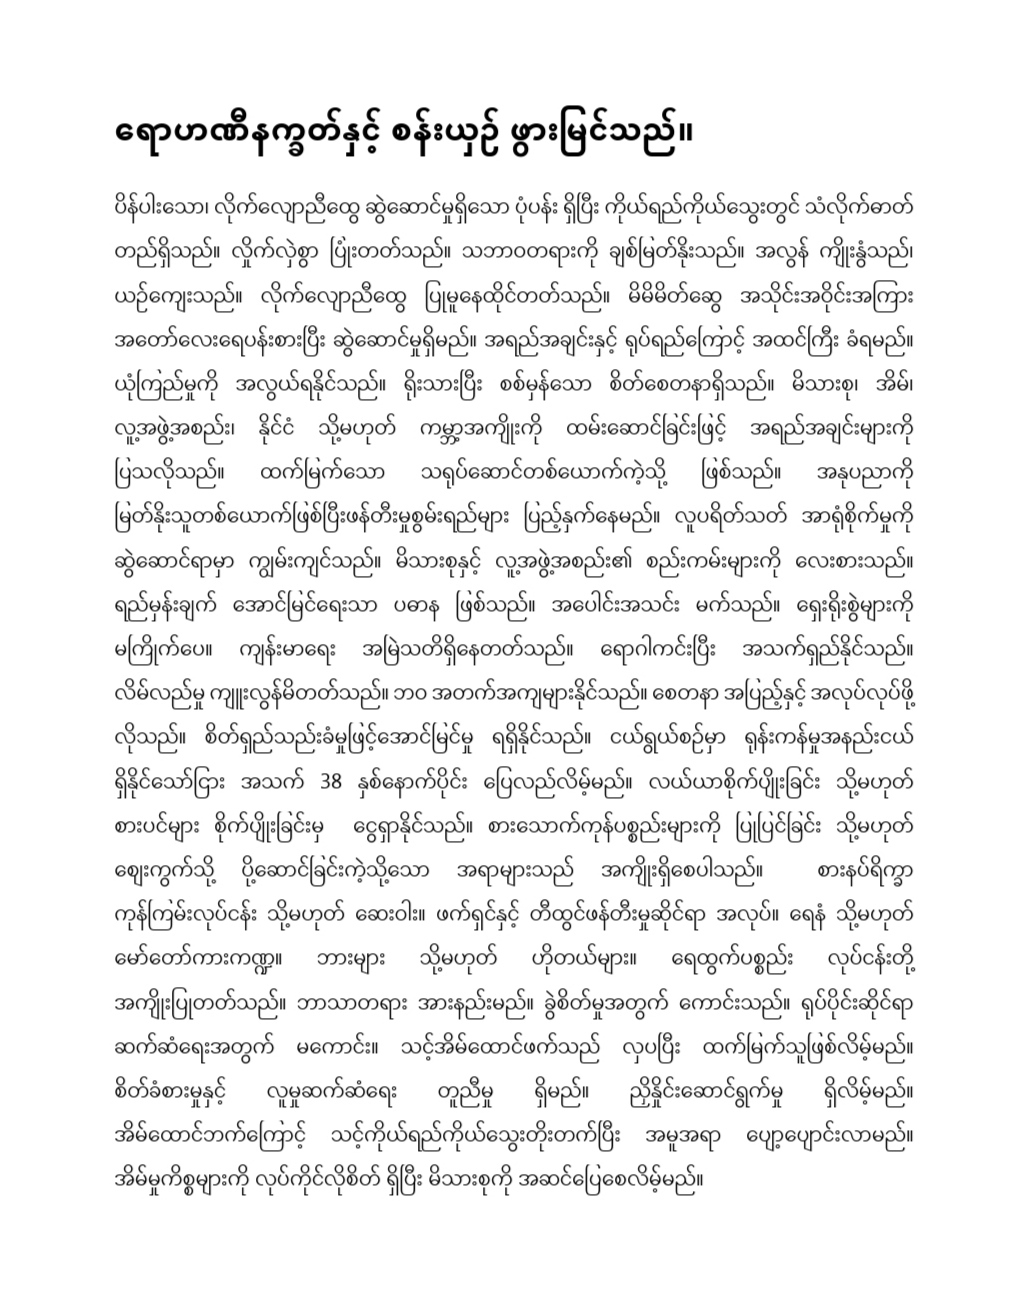 ရောဟဏီနက္ခတ်နှင့် စန်းယှဉ် ဖွားမြင်သည်။
ပိန်ပါးသော၊ လိုက်လျောညီထွေ ဆွဲဆောင်မှုရှိသော ပုံပန်း ရှိပြီး ကိုယ်ရည်ကိုယ်သွေးတွင် သံလိုက်ဓာတ်
တည်ရှိသည်။ လှိုက်လှဲစွာ ပြုံးတတ်သည်။ သဘာဝတရားကို ချစ်မြတ်နိုးသည်။ အလွန် ကျိုးနွံသည်၊
ယဉ်ကျေးသည်။ လိုက်လျောညီထွေ ပြုမူနေထိုင်တတ်သည်။ မိမိမိတ်ဆွေ အသိုင်းအဝိုင်းအကြား
အတော်လေးရေပန်းစားပြီး ဆွဲဆောင်မှုရှိမည်။ အရည်အချင်းနှင့် ရုပ်ရည်ကြောင့် အထင်ကြီး ခံရမည်။
ယုံကြည်မှုကို အလွယ်ရနိုင်သည်။ ရိုးသားပြီး စစ်မှန်သော စိတ်စေတနာရှိသည်။ မိသားစု၊ အိမ်၊
လူ့အဖွဲ့အစည်း၊ နိုင်ငံ သို့မဟုတ် ကမ္ဘာ့အကျိုးကို ထမ်းဆောင်ခြင်းဖြင့် အရည်အချင်းများကို
ပြသလိုသည်။ ထက်မြက်သော သရုပ်ဆောင်တစ်ယောက်ကဲ့သို့ ဖြစ်သည်။ အနုပညာကို
မြတ်နိုးသူတစ်ယောက်ဖြစ်ပြီးဖန်တီးမှုစွမ်းရည်များ ပြည့်နှက်နေမည်။ လူပရိတ်သတ် အာရုံစိုက်မှုကို
ဆွဲဆောင်ရာမှာ ကျွမ်းကျင်သည်။ မိသားစုနှင့် လူ့အဖွဲ့အစည်း၏ စည်းကမ်းများကို လေးစားသည်။
ရည်မှန်းချက် အောင်မြင်ရေးသာ ပဓာန ဖြစ်သည်။ အပေါင်းအသင်း မက်သည်။ ရှေးရိုးစွဲများကို
မကြိုက်ပေ။ ကျန်းမာရေး အမြဲသတိရှိနေတတ်သည်။ ရောဂါကင်းပြီး အသက်ရှည်နိုင်သည်။
လိမ်လည်မှု ကျူးလွန်မိတတ်သည်။ ဘဝ အတက်အကျများနိုင်သည်။ စေတနာ အပြည့်နှင့် အလုပ်လုပ်ဖို့
လိုသည်။ စိတ်ရှည်သည်းခံမှုဖြင့်အောင်မြင်မှု ရရှိနိုင်သည်။ ငယ်ရွယ်စဉ်မှာ ရုန်းကန်မှုအနည်းငယ်
ရှိနိုင်သော်ငြား အသက် 38 နှစ်နောက်ပိုင်း ပြေလည်လိမ့်မည်။ လယ်ယာစိုက်ပျိုးခြင်း သို့မဟုတ်
စားပင်များ စိုက်ပျိုးခြင်းမှ ငွေရှာနိုင်သည်။ စားသောက်ကုန်ပစ္စည်းများကို ပြုပြင်ခြင်း သို့မဟုတ်
ဈေးကွက်သို့ ပို့ဆောင်ခြင်းကဲ့သို့သော အရာများသည် အကျိုးရှိစေပါသည်။ စားနပ်ရိက္ခာ
ကုန်ကြမ်းလုပ်ငန်း သို့မဟုတ် ဆေးဝါး။ ဖက်ရှင်နှင့် တီထွင်ဖန်တီးမှုဆိုင်ရာ အလုပ်။ ရေနံ သို့မဟုတ်
မော်တော်ကားကဏ္ဍ။ ဘားများ သို့မဟုတ် ဟိုတယ်များ။ ရေထွက်ပစ္စည်း လုပ်ငန်းတို့
အကျိုးပြုတတ်သည်။ ဘာသာတရား အားနည်းမည်။ ခွဲစိတ်မှုအတွက် ကောင်းသည်။ ရုပ်ပိုင်းဆိုင်ရာ
ဆက်ဆံရေးအတွက် မကောင်း။ သင့်အိမ်ထောင်ဖက်သည် လှပပြီး ထက်မြက်သူဖြစ်လိမ့်မည်။
စိတ်ခံစားမှုနှင့် လူမှုဆက်ဆံရေး တူညီမှု ရှိမည်။ ညှိနှိုင်းဆောင်ရွက်မှု ရှိလိမ့်မည်။
အိမ်ထောင်ဘက်ကြောင့် သင့်ကိုယ်ရည်ကိုယ်သွေးတိုးတက်ပြီး အမူအရာ ပျော့ပျောင်းလာမည်။
အိမ်မှုကိစ္စများကို လုပ်ကိုင်လိုစိတ် ရှိပြီး မိသားစုကို အဆင်ပြေစေလိမ့်မည်။